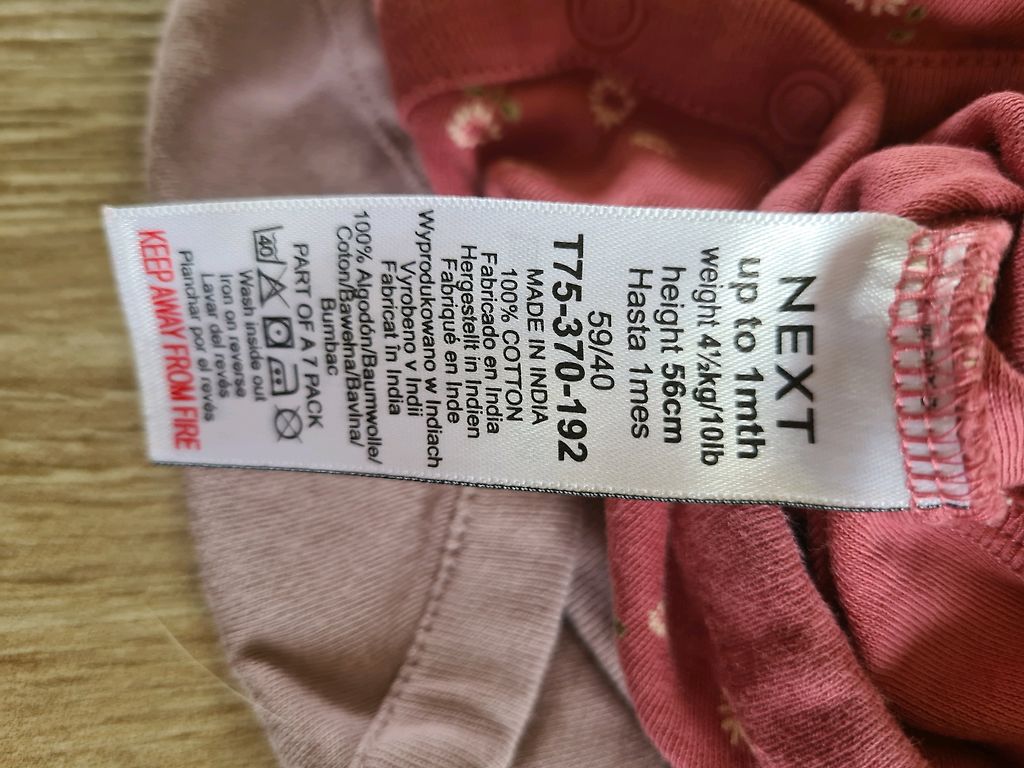 NEXT
up to 1mth
weight 4½kg/10lb
height 56cm
Hasta 1mes
59/40
T75-370-192
MADE IN INDIA
100% COTTON
Fabricado en India
Hergestellt in Indien
Fabriqué en Inde
Wyprodukowano w Indiach
Vyrobeno v Indii
Fabricat în India
100% Algodón/Baumwolle/
Coton/Bawełna/Bavlna/
Bumbac
PART OF A 7 PACK
40
Wash inside out
Iron on reverse
Lavar del revés
Planchar por el revés
KEEP AWAY FROM FIRE